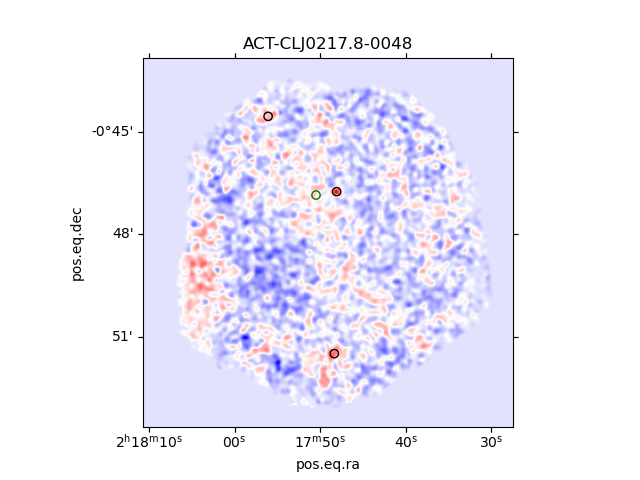 ACT-CLJ0217.8-0048
-0°45'
48'
51'
pos.eq.dec
2ʰ18ᵐ10ˢ 00ˢ 17ᵐ50ˢ 40ˢ 30ˢ
pos.eq.ra